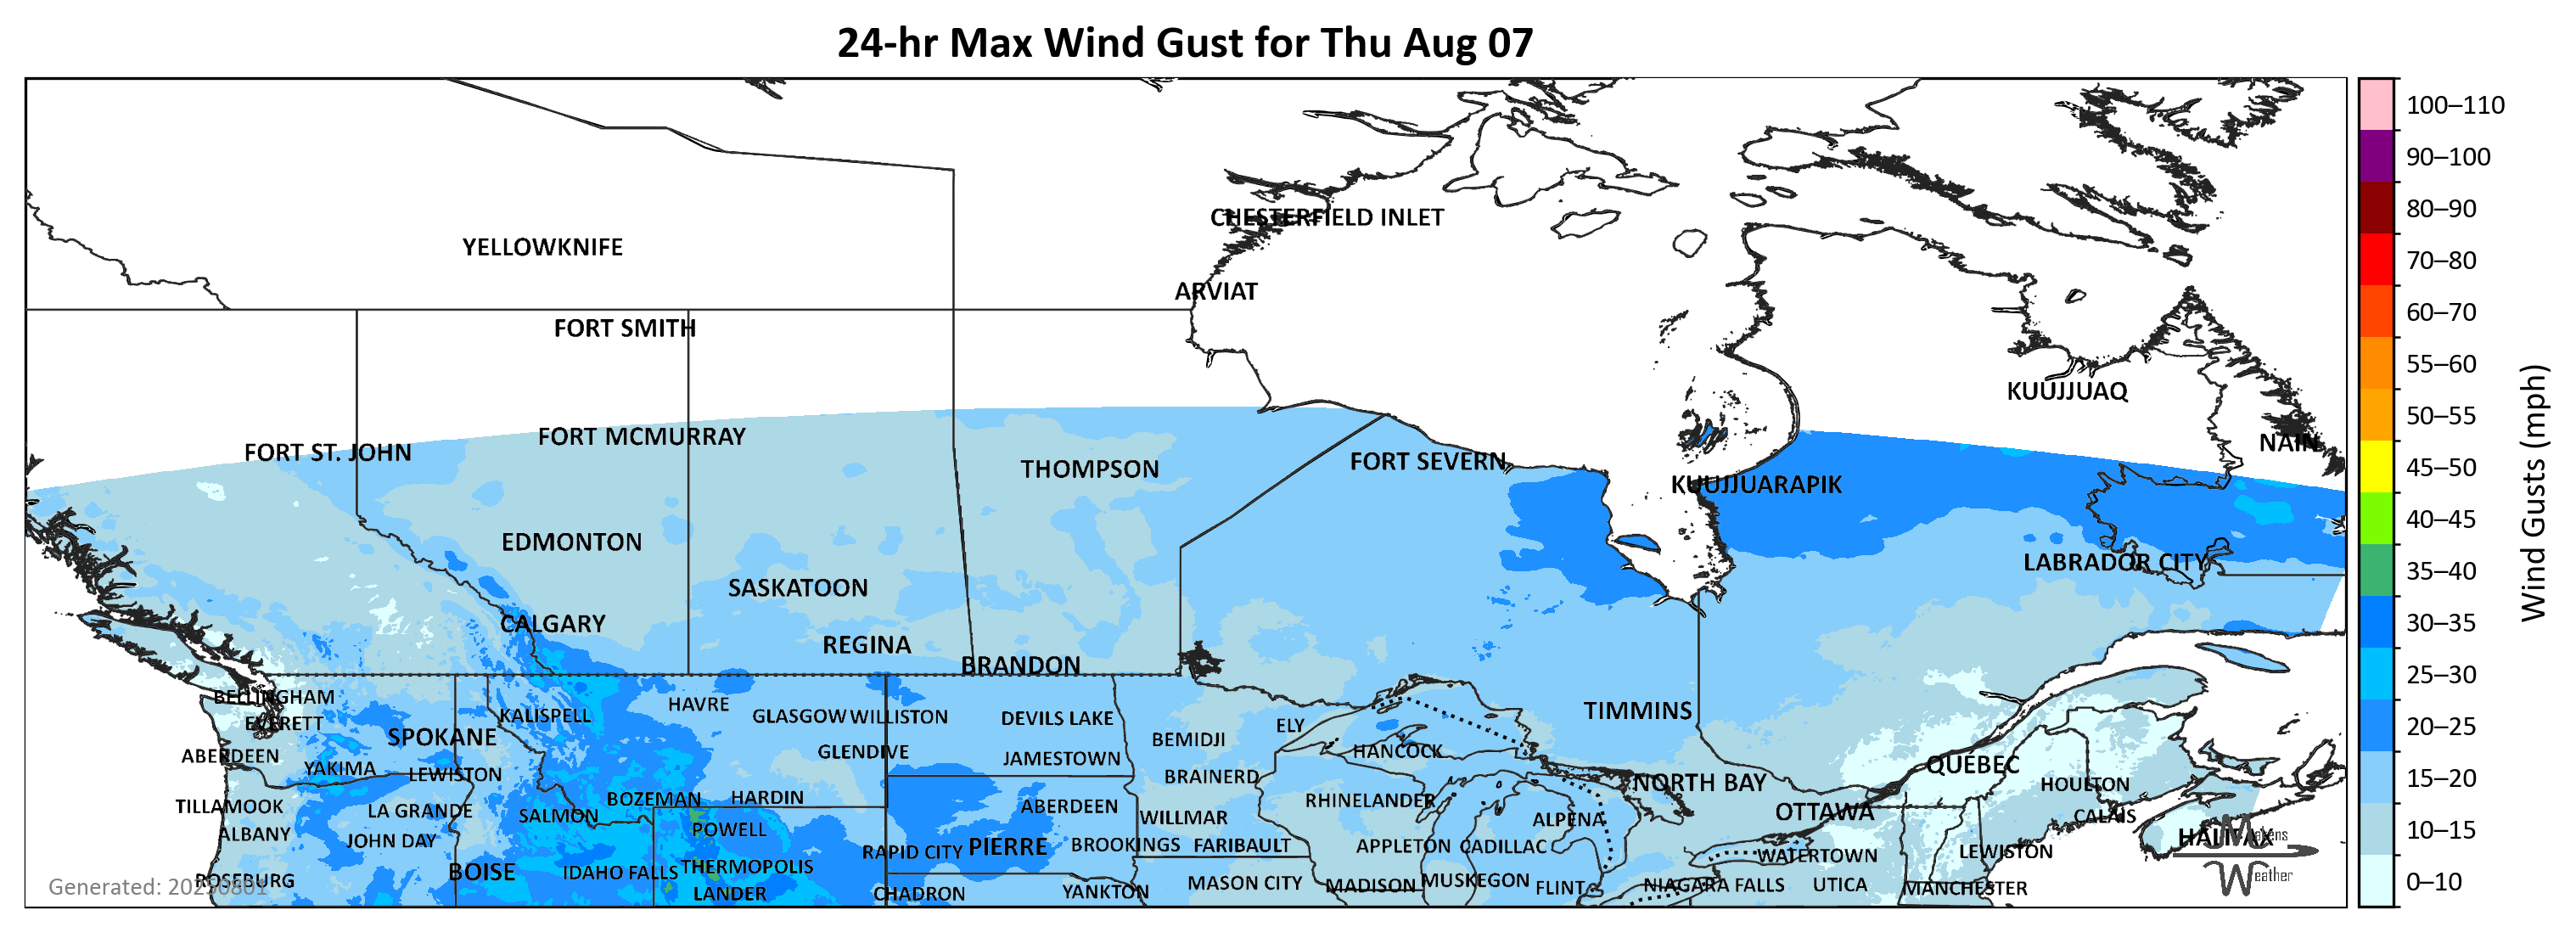 24-hr Max Wind Gust for Thu Aug 07
CHESTERFIELD INLET
YELLOWKNIFE
ARVIAT
FORT SMITH
KUUJJUAQ
FORT MCMURRAY
NAIN
FORT ST. JOHN
THOMPSON
FORT SEVERN
KUUJJUARAPIK
EDMONTON
LABRADOR CITY
SASKATOON
CALGARY
REGINA
BRANDON
BELLINGHAM
HAVRE
KALISPELL
GLASGOW
WILLISTON
DEVILS LAKE
TIMMINS
EVERETT
ELY
SPOKANE
BEMIDJI
ABERDEEN
GLENDIVE
JAMESTOWN
HANCOCK
QUÉBEC
YAKIMA
LEWISTON
BRAINERD
NORTH BAY
HOULTON
TILLAMOOK
LA GRANDE
SALMON
BOZEMAN
HARDIN
ABERDEEN
WILLMAR
RHINELANDER
ALPENA
OTTAWA
CALAIS
ALBANY
JOHN DAY
POWELL
RAPID CITY
PIERRE
BROOKINGS
FARIBAULT
APPLETON
CADILLAC
WATERTOWN
LEWISTON
HALIFAX
ROSEBURG
BOISE
IDAHO FALLS
THERMOPOLIS
LANDER
CHADRON
YANKTON
MASON CITY
MADISON
MUSKEGON
FLINT
NIAGARA FALLS
UTICA
MANCHESTER
Generated: 20250801
Weather
100–110
90–100
80–90
70–80
60–70
55–60
50–55
45–50
40–45
35–40
30–35
25–30
20–25
15–20
10–15
0–10
Wind Gusts (mph)